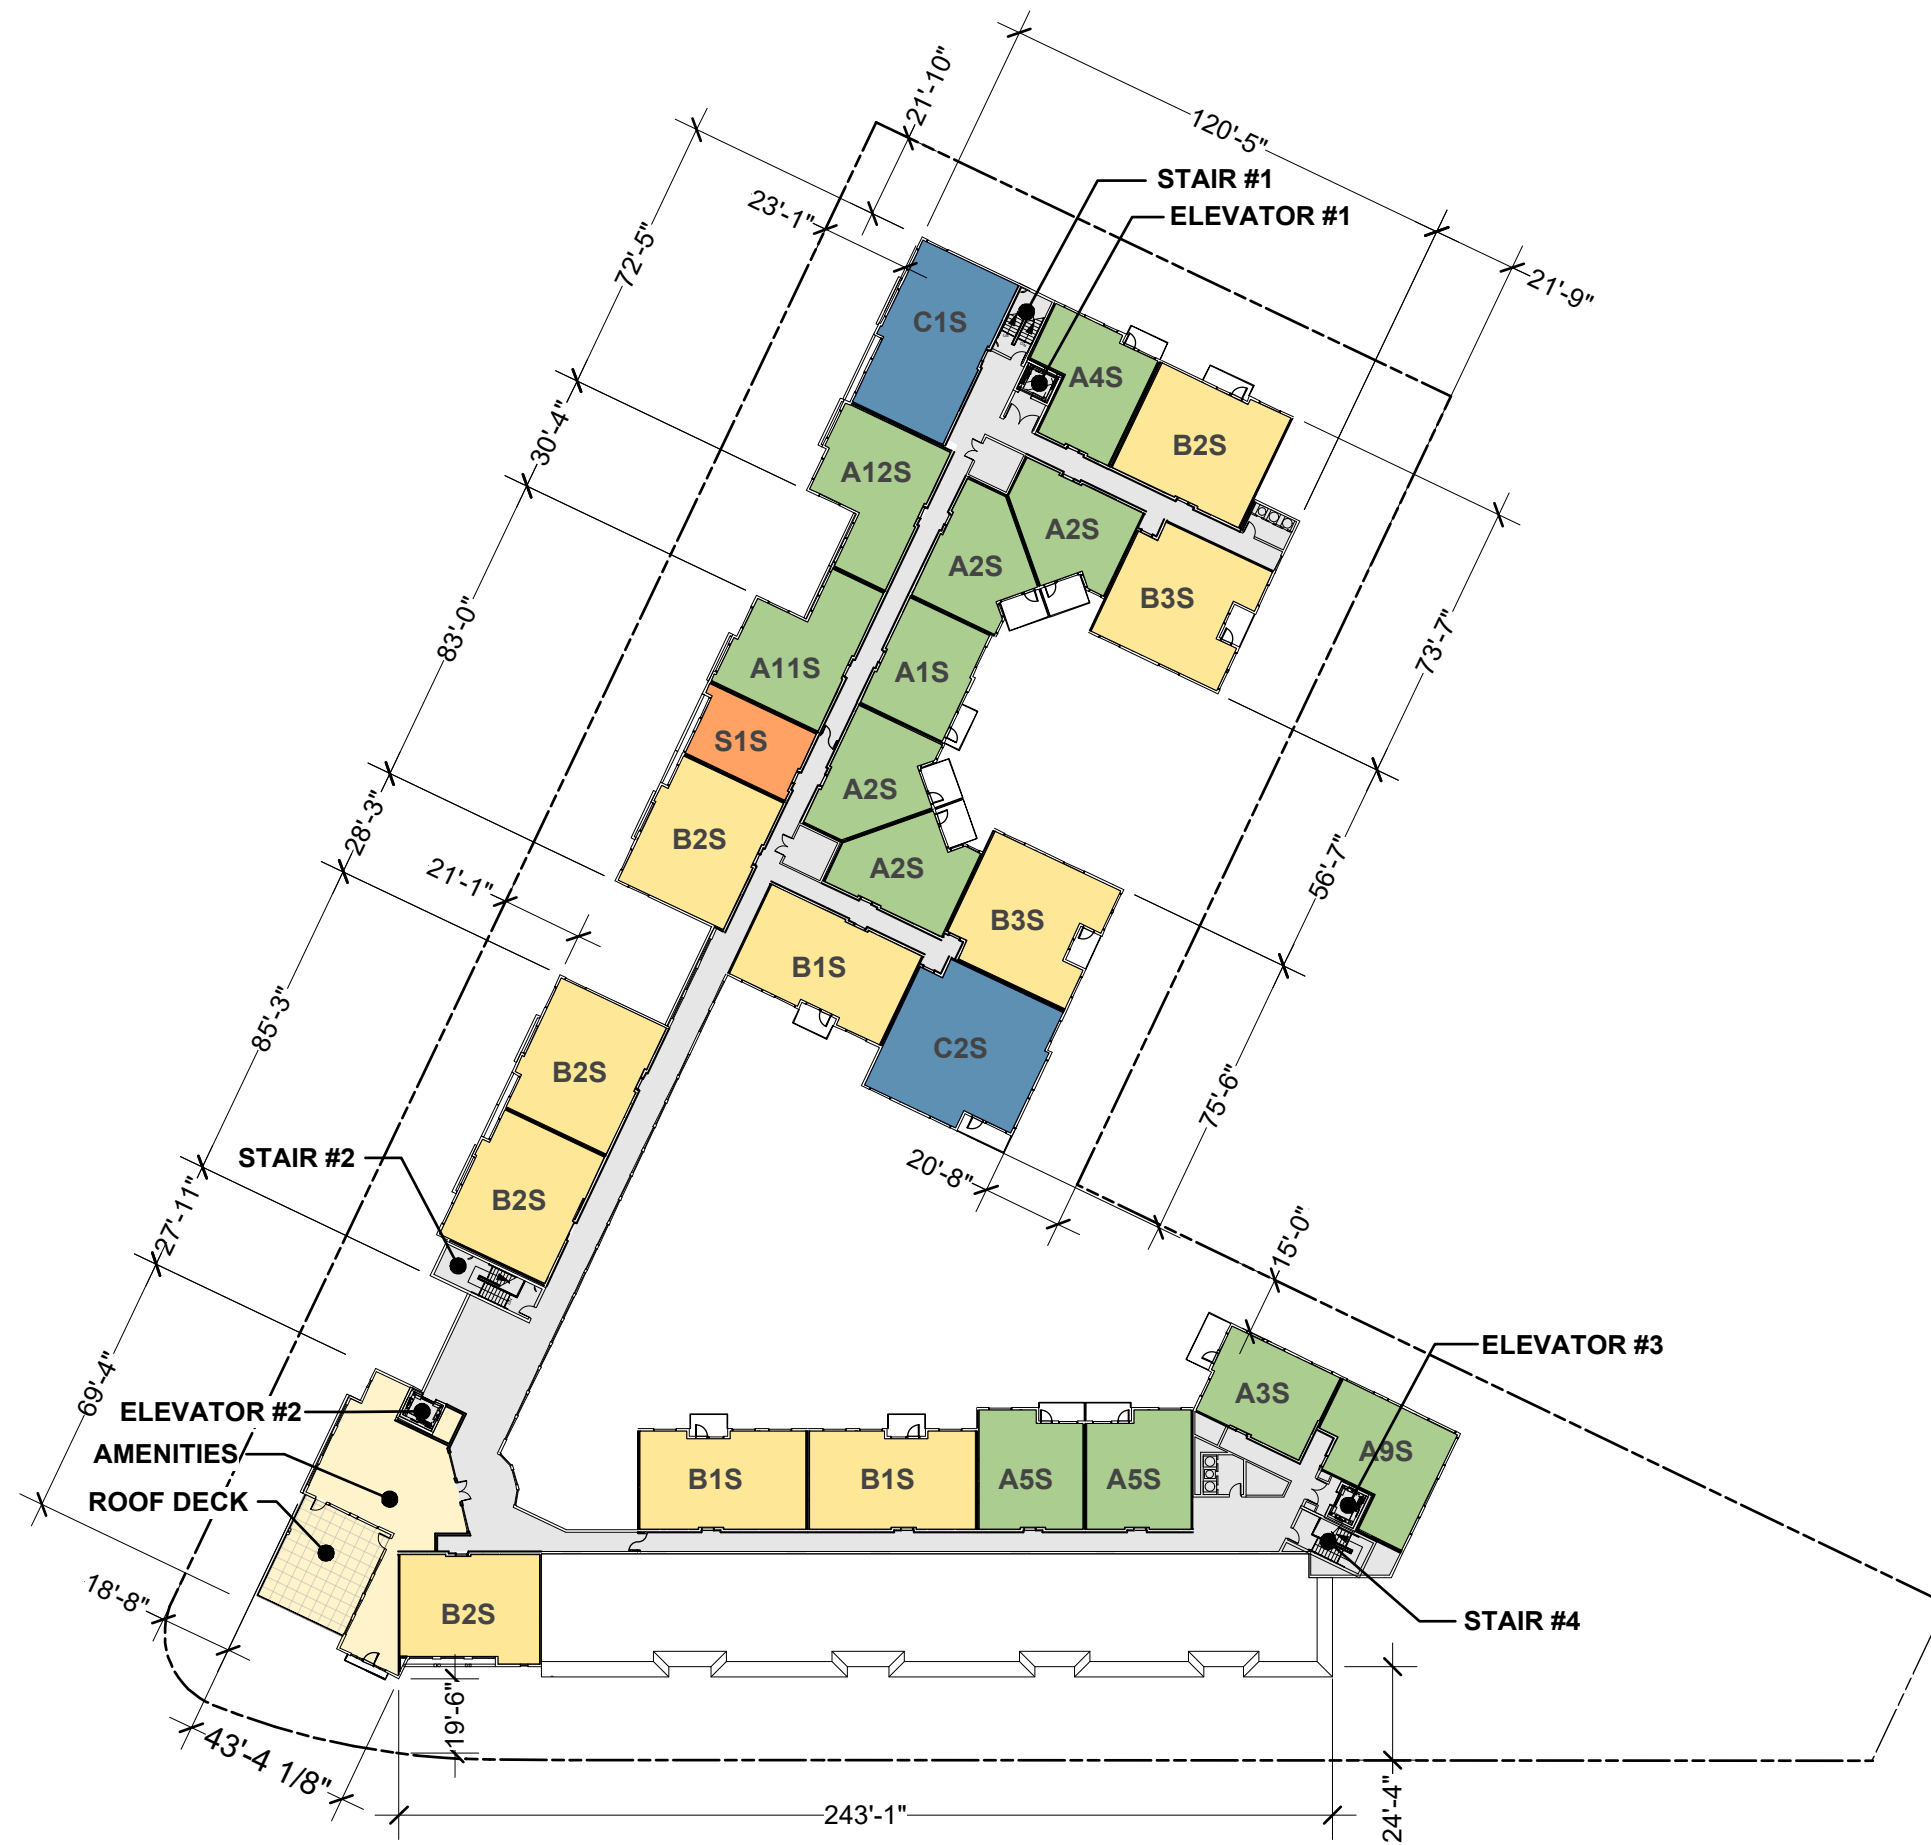 21'-10"
120'-5"
STAIR #1
ELEVATOR #1
23'-1"
72'-5"
21'-9"
C1S
A4S
B2S
30'-4"
A12S
A2S
A2S
B3S
83'-0"
A1S
73'-7"
A11S
S1S
A2S
B2S
28'-3"
A2S
21'-1"
56'-7"
B3S
B1S
85'-3"
C2S
B2S
75'-6"
STAIR #2
20'-8"
B2S
27'-11"
15'-0"
ELEVATOR #3
69'-4"
A3S
ELEVATOR #2
AMENITIES
A9S
B1S
B1S
A5S
A5S
ROOF DECK
18'-8"
B2S
STAIR #4
19'-6"
43'-4 1/8"
243'-1"
24'-4"